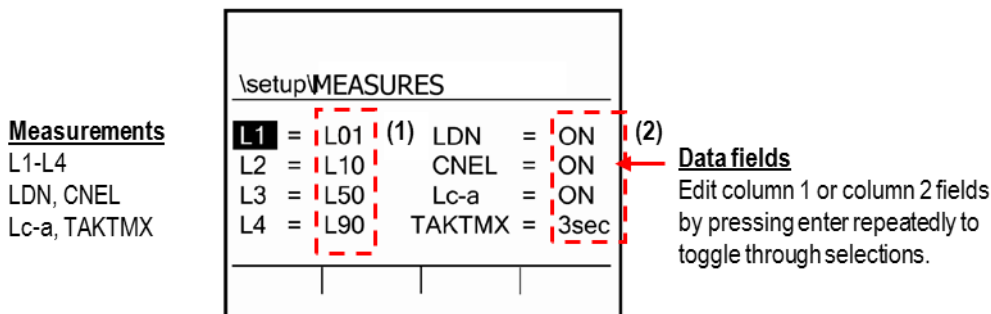 \setup\MEASURES
Measurements
L1-L4
LDN, CNEL
Lc-a, TAKTMX
L1 = L01 (1) LDN = ON (2)
L2 = L10 CNEL = ON
L3 = L50 Lc-a = ON
L4 = L90 TAKTMX = 3sec
Data fields
Edit column 1 or column 2 fields
by pressing enter repeatedly to
toggle through selections.